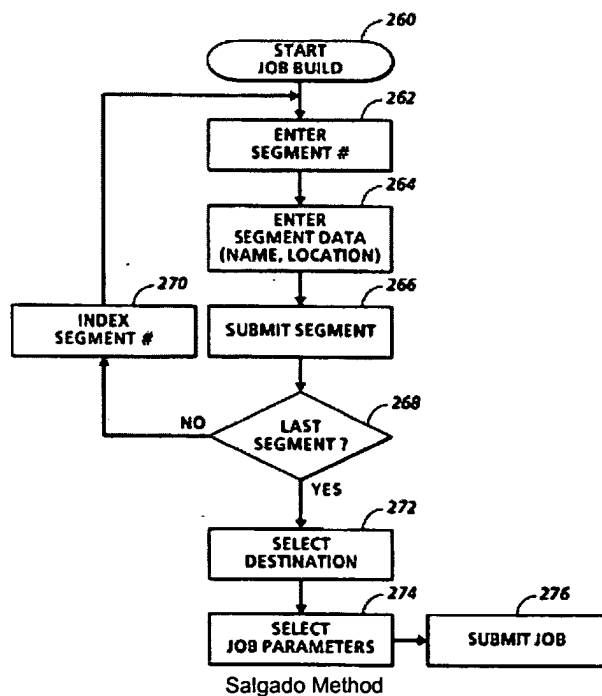 260
START
JOB BUILD
262
ENTER
SEGMENT #
264
ENTER
SEGMENT DATA
(NAME, LOCATION)
270
INDEX
SEGMENT #
266
SUBMIT SEGMENT
268
NO
LAST
SEGMENT ?
YES
272
SELECT
DESTINATION
274
SELECT
JOB PARAMETERS
276
SUBMIT JOB
Salgado Method